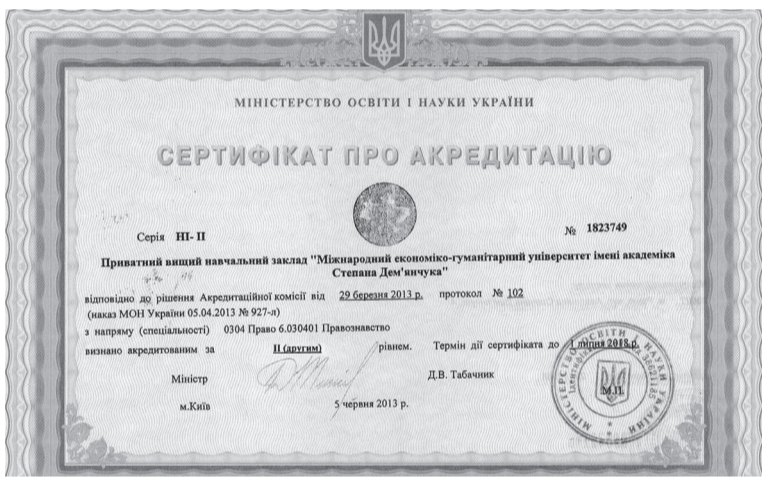 МІНІСТЕРСТВО ОСВІТИ І НАУКИ УКРАЇНИ
СЕРТИФІКАТ ПРО АКРЕДИТАЦІЮ
Серія НІ- ІІ № 1823749
Приватний вищий навчальний заклад "Міжнародний економіко-гуманітарний університет імені академіка
Степана Дем'янчука"
відповідно до рішення Акредитаційної комісії від 29 березня 2013 р. протокол № 102
(наказ МОН України 05.04.2013 № 927-л)
з напряму (спеціальності) 0304 Право 6.030401 Правознавство
визнано акредитованим за ІІ (другим) рівнем. Термін дії сертифіката до 1 липня 2018 р.
Міністр Д.В. Табачник
м.Київ 5 червня 2013 р.
М.П.
МІНІСТЕРСТВО ОСВІТИ І НАУКИ УКРАЇНИ